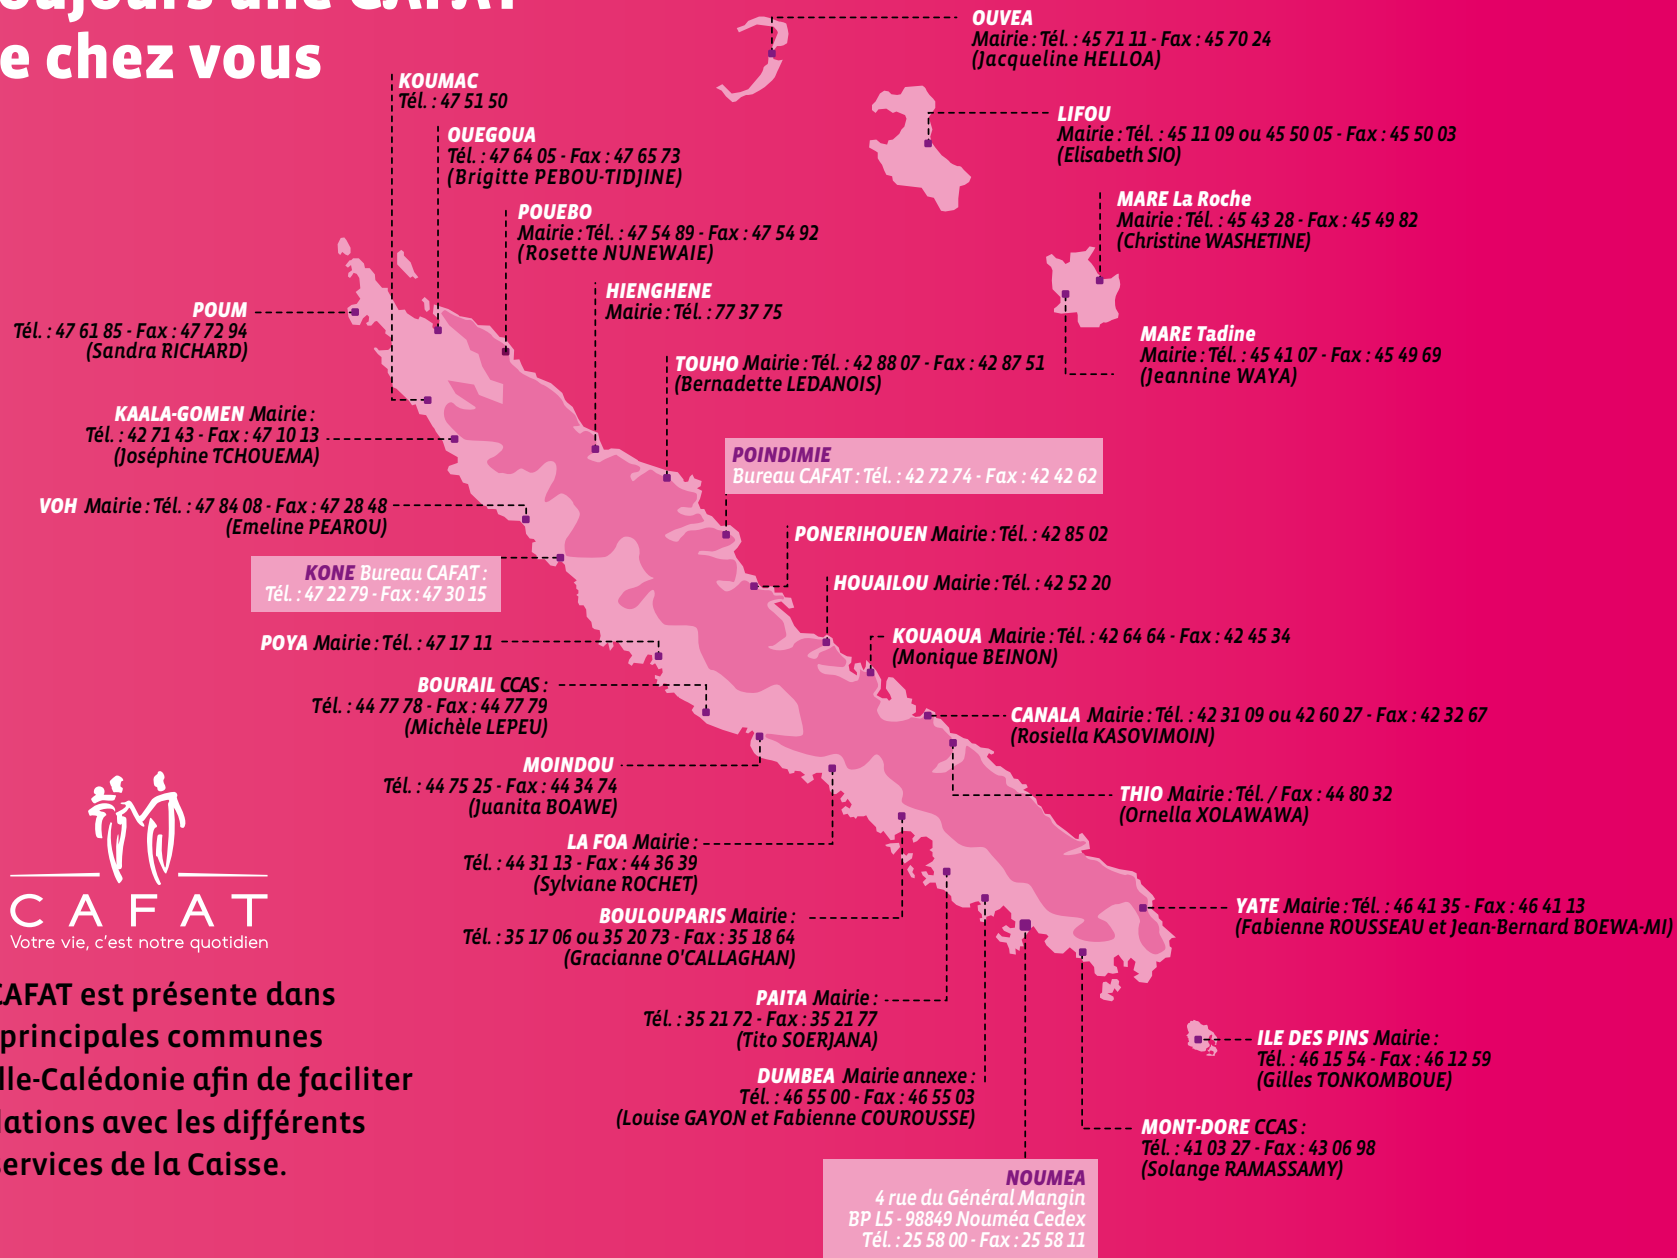 oujours une CAFAT
e chez vous
OUVEA
Mairie : Tél. : 45 71 11 - Fax : 45 70 24
(Jacqueline HELLOA)
KOUMAC
Tél. : 47 51 50
LIFOU
Mairie : Tél. : 45 11 09 ou 45 50 05 - Fax : 45 50 03
(Elisabeth SIO)
OUEGOUA
Tél. : 47 64 05 - Fax : 47 65 73
(Brigitte PEBOU-TIDJINE)
MARE La Roche
Mairie : Tél. : 45 43 28 - Fax : 45 49 82
(Christine WASHETINE)
POUEBO
Mairie : Tél. : 47 54 89 - Fax : 47 54 92
(Rosette NUNEWAIE)
HIENGHENE
Mairie : Tél. : 77 37 75
POUM
Tél. : 47 61 85 - Fax : 47 72 94
(Sandra RICHARD)
MARE Tadine
Mairie : Tél. : 45 41 07 - Fax : 45 49 69
(Jeannine WAYA)
TOUHO Mairie : Tél. : 42 88 07 - Fax : 42 87 51
(Bernadette LEDANOIS)
KAALA-GOMEN Mairie :
Tél. : 42 71 43 - Fax : 47 10 13
(Joséphine TCHOUEMA)
POINDIMIE
Bureau CAFAT : Tél. : 42 72 74 - Fax : 42 42 62
VOH Mairie : Tél. : 47 84 08 - Fax : 47 28 48
(Emeline PEAROU)
PONERIHOUEN Mairie : Tél. : 42 85 02
KONE Bureau CAFAT :
Tél. : 47 22 79 - Fax : 47 30 15
HOUAILOU Mairie : Tél. : 42 52 20
POYA Mairie : Tél. : 47 17 11
KOUAOUA Mairie : Tél. : 42 64 64 - Fax : 42 45 34
(Monique BEINON)
BOURAIL CCAS :
Tél. : 44 77 78 - Fax : 44 77 79
(Michèle LEPEU)
CANALA Mairie : Tél. : 42 31 09 ou 42 60 27 - Fax : 42 32 67
(Rosiella KASOVIMOIN)
MOINDOU
Tél. : 44 75 25 - Fax : 44 34 74
(Juanita BOAWE)
THIO Mairie : Tél. / Fax : 44 80 32
(Ornella XOLAWAWA)
LA FOA Mairie :
Tél. : 44 31 13 - Fax : 44 36 39
(Sylviane ROCHET)
CAFAT
Votre vie, c'est notre quotidien
BOULOUPARIS Mairie :
Tél. : 35 17 06 ou 35 20 73 - Fax : 35 18 64
(Gracianne O'CALLAGHAN)
YATE Mairie : Tél. : 46 41 35 - Fax : 46 41 13
(Fabienne ROUSSEAU et Jean-Bernard BOEWA-MI)
CAFAT est présente dans
principales communes
lle-Calédonie afin de faciliter
lations avec les différents
services de la Caisse.
PAITA Mairie :
Tél. : 35 21 72 - Fax : 35 21 77
(Tito SOERJANA)
ILE DES PINS Mairie :
Tél. : 46 15 54 - Fax : 46 12 59
(Gilles TONKOMBOUE)
DUMBEA Mairie annexe :
Tél. : 46 55 00 - Fax : 46 55 03
(Louise GAYON et Fabienne COUROUSSE)
MONT-DORE CCAS :
Tél. : 41 03 27 - Fax : 43 06 98
(Solange RAMASSAMY)
NOUMEA
4 rue du Général Mangin
BP L5 - 98849 Nouméa Cedex
Tél. : 25 58 00 - Fax : 25 58 11